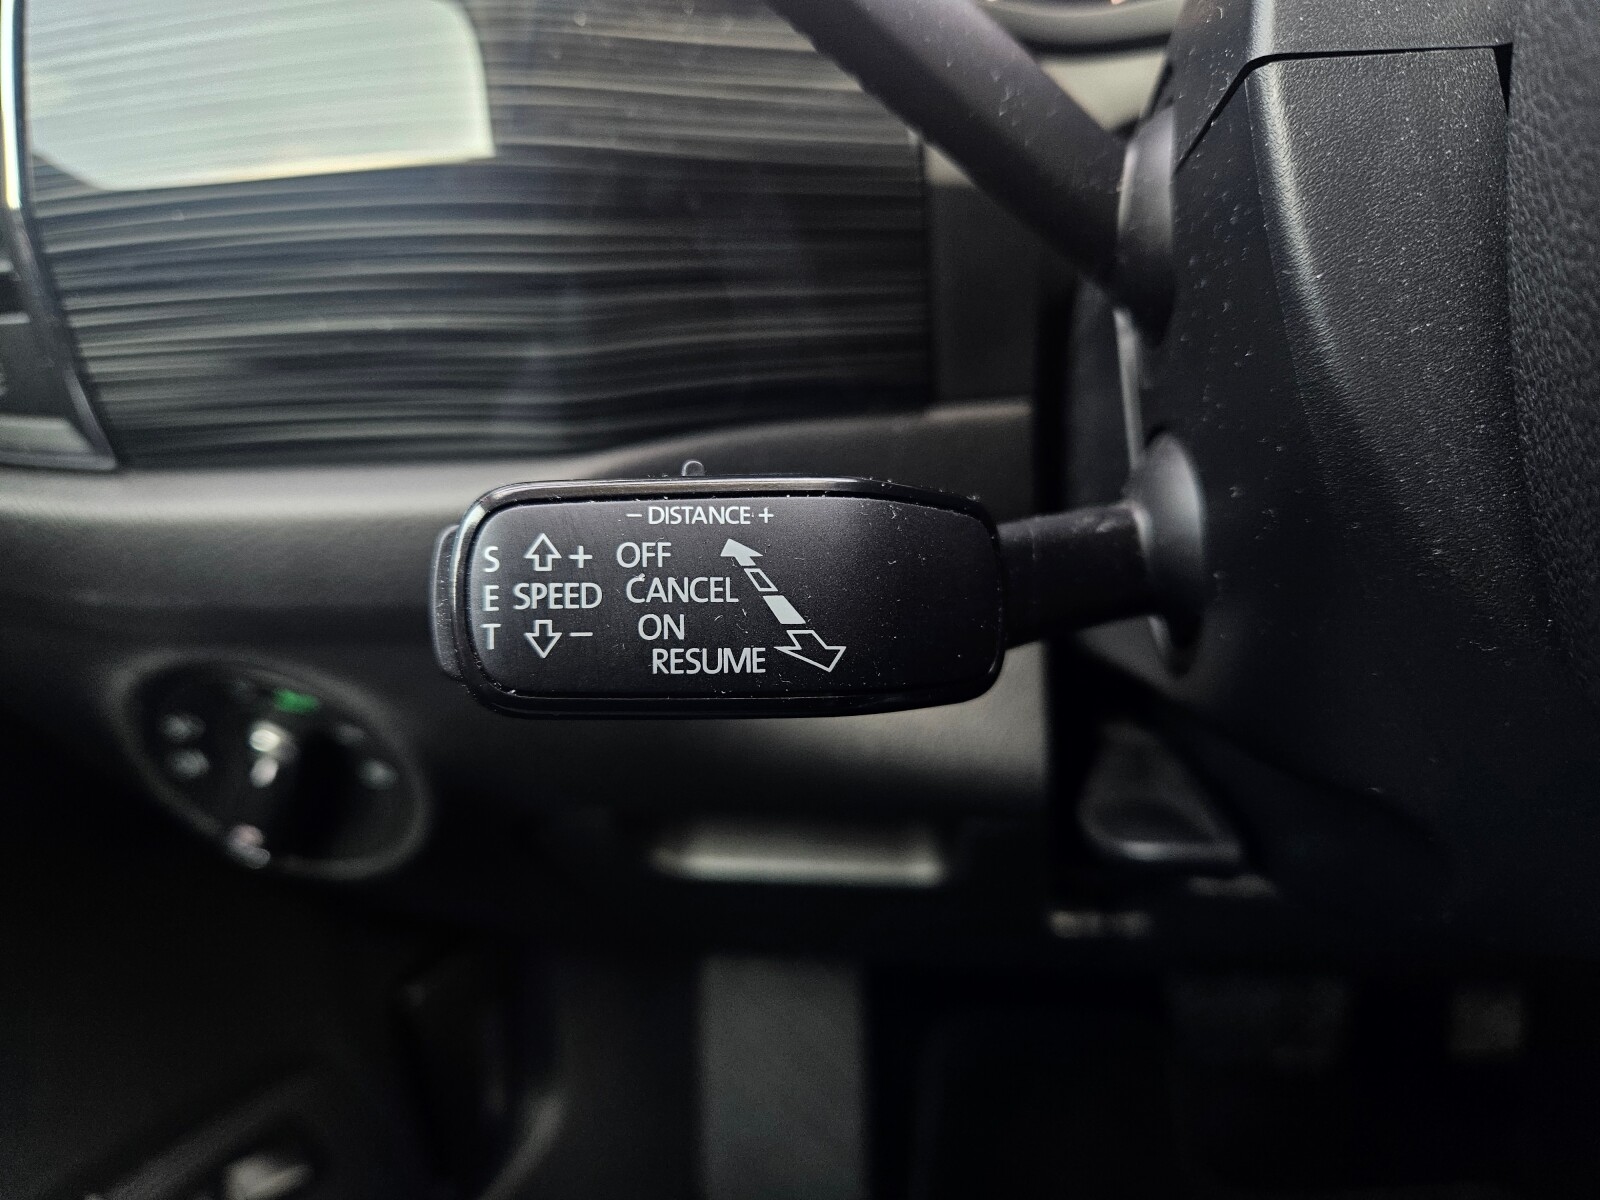 − DISTANCE +
S + OFF
E SPEED CANCEL
T − ON
RESUME